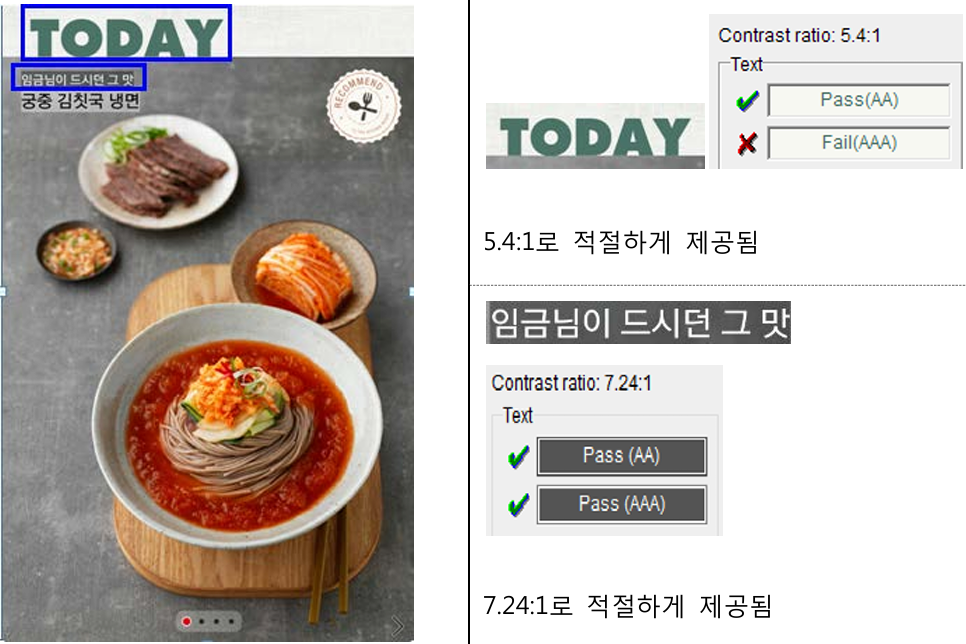 TODAY
임금님이 드시던 그 맛
궁중 김칫국 냉면
RECOMMEND
TODAY
Contrast ratio: 5.4:1
Text
Pass(AA)
Fail(AAA)
5.4:1로 적절하게 제공됨
임금님이 드시던 그 맛
Contrast ratio: 7.24:1
Text
Pass (AA)
Pass (AAA)
7.24:1로 적절하게 제공됨